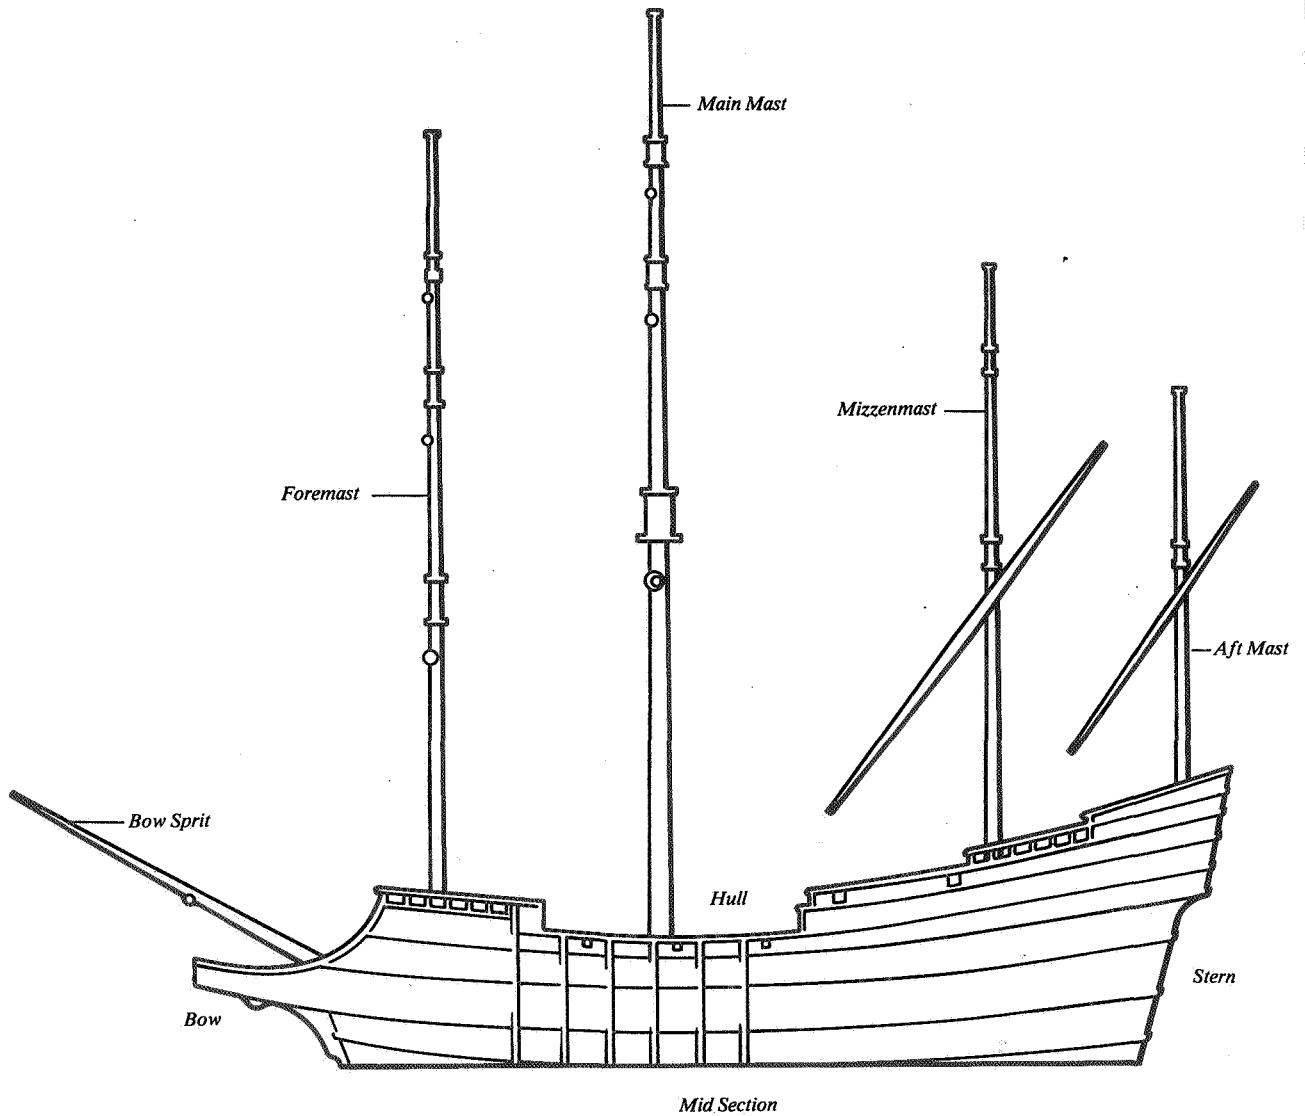 Main Mast
Mizzenmast
Foremast
Aft Mast
Bow Sprit
Hull
Stern
Bow
Mid Section